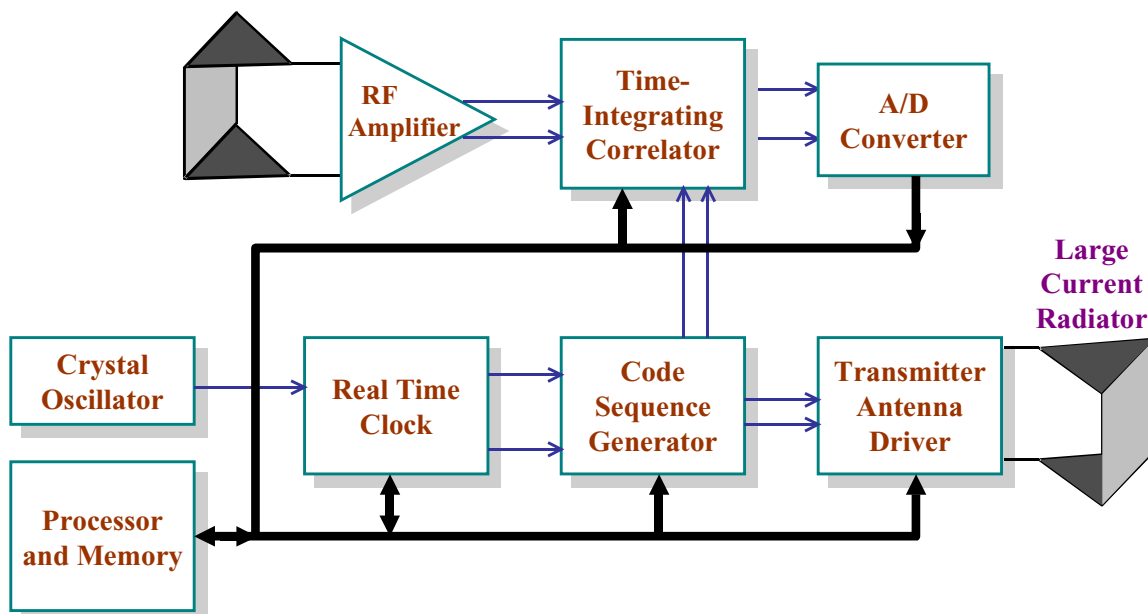 RF
Amplifier
Time-
Integrating
Correlator
A/D
Converter
Large
Current
Radiator
Crystal
Oscillator
Real Time
Clock
Code
Sequence
Generator
Transmitter
Antenna
Driver
Processor
and Memory